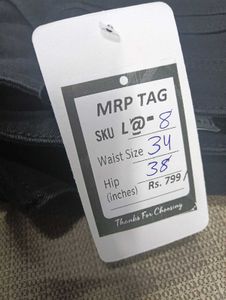 MRP TAG
SKU L@-8
Waist Size 34
Hip 38
(inches) Rs. 799/
Thanks For Choosing